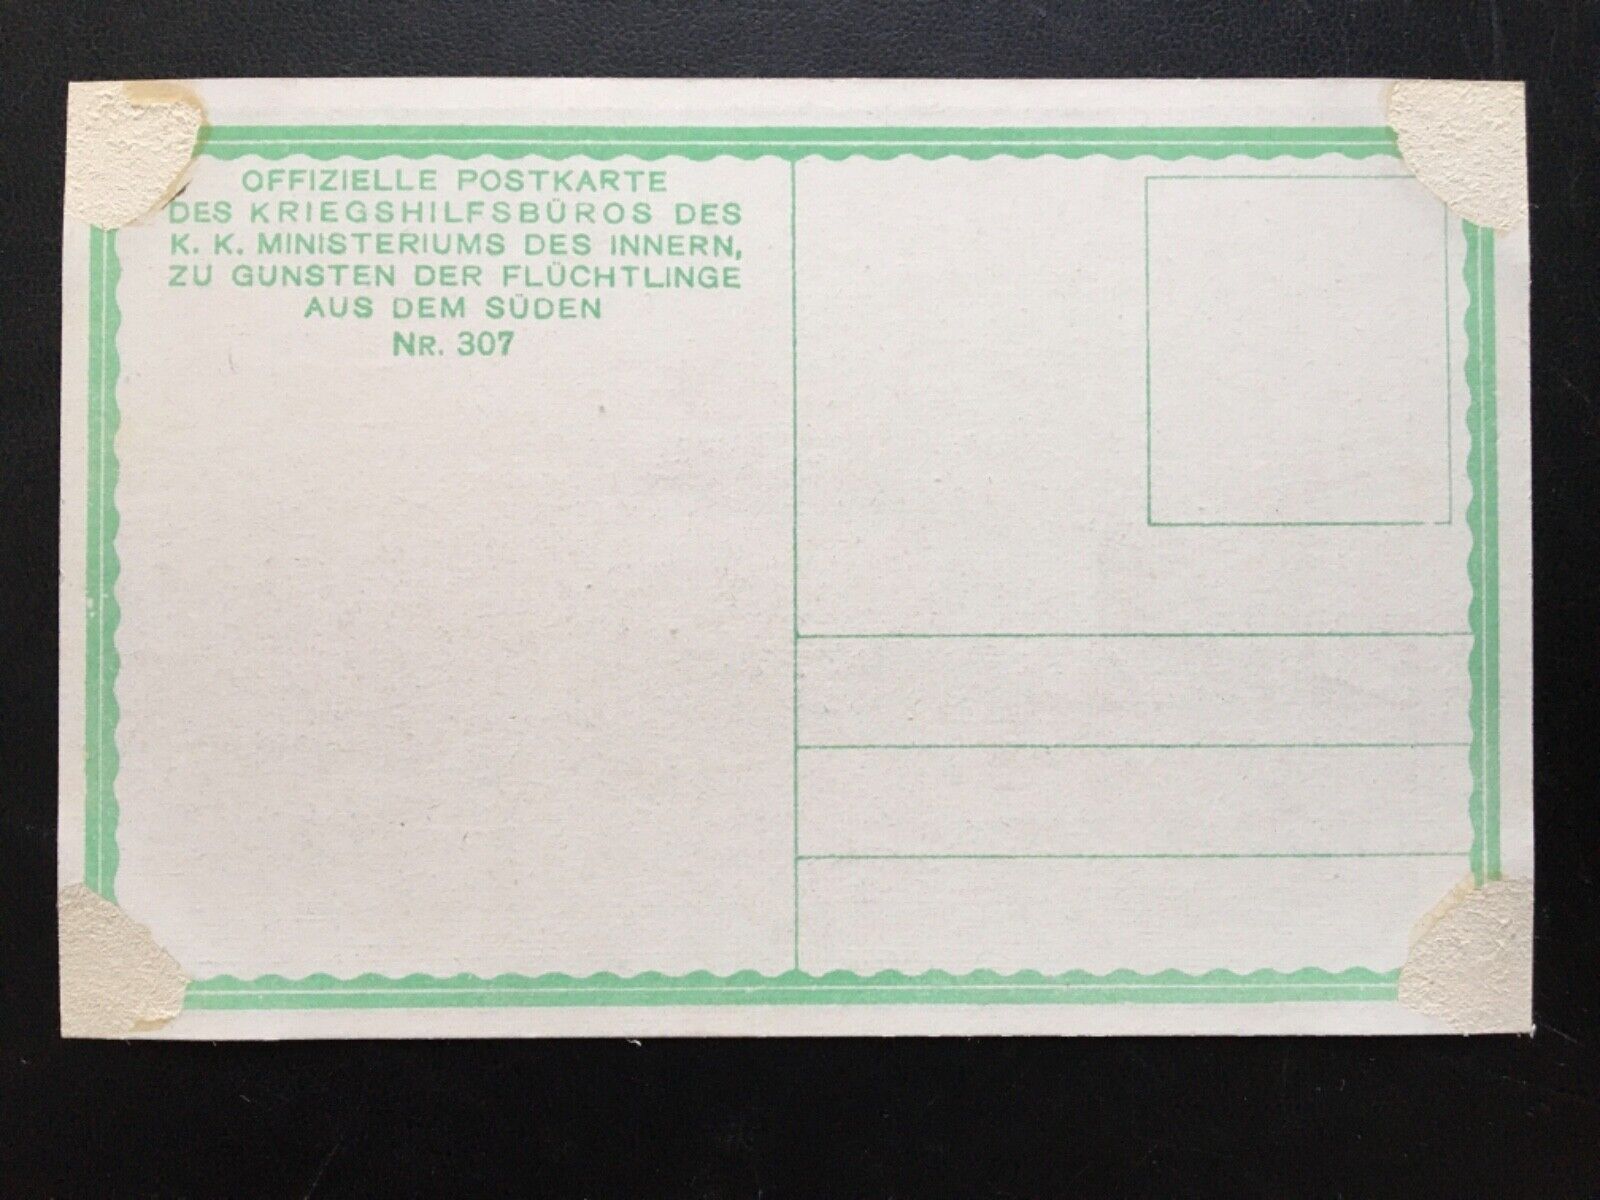 OFFIZIELLE POSTKARTE
DES KRIEGSHILFSBÜROS DES
K. K. MINISTERIUMS DES INNERN,
ZU GUNSTEN DER FLÜCHTLINGE
AUS DEM SÜDEN
NR. 307